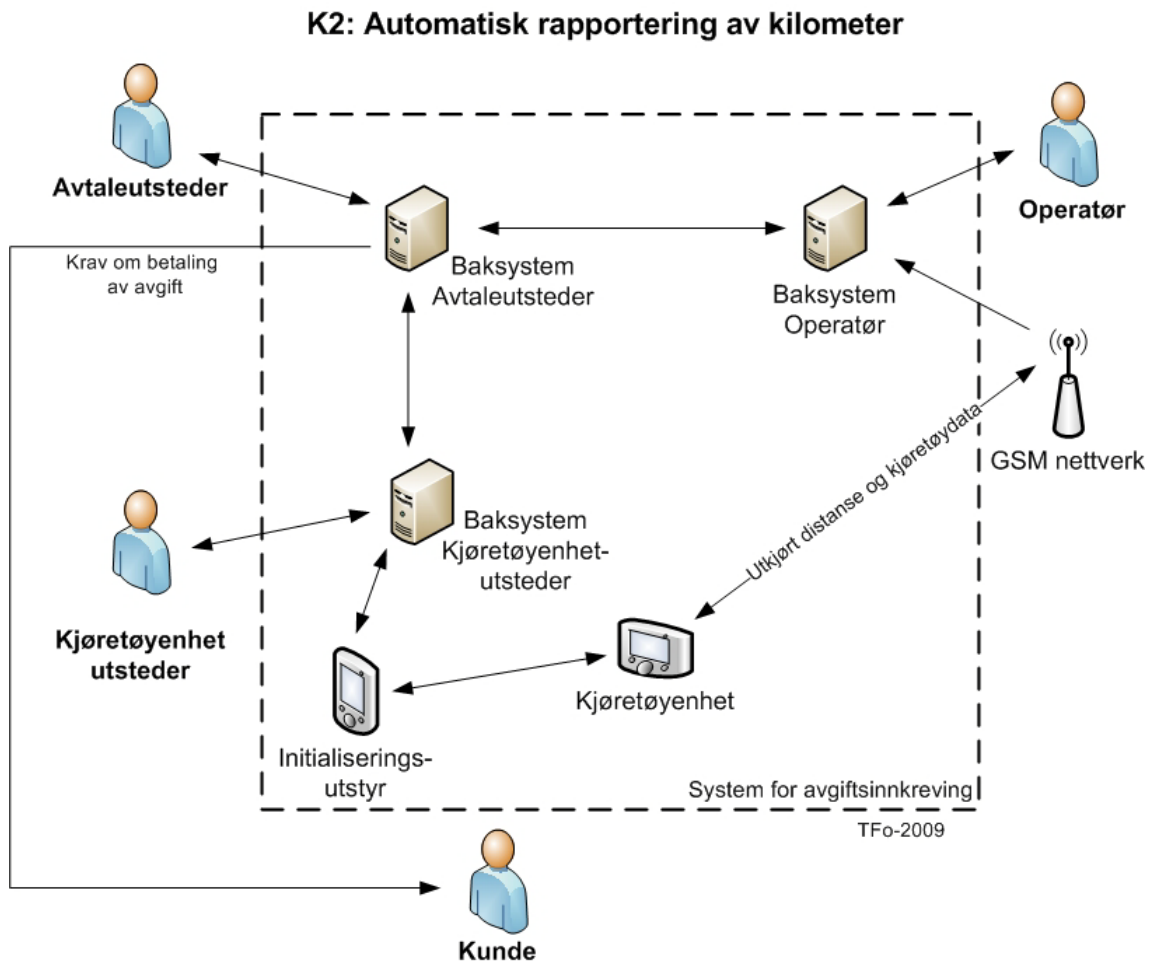 K2: Automatisk rapportering av kilometer
Avtaleutsteder
Operatør
Krav om betaling
av avgift
Baksystem
Avtaleutsteder
Baksystem
Operatør
GSM nettverk
Utkjørt distanse og kjøretøydata
Baksystem
Kjøretøyenhet-
utsteder
Kjøretøyenhet
utsteder
Kjøretøyenhet
Initialiserings-
utstyr
System for avgiftsinnkreving
TFo-2009
Kunde